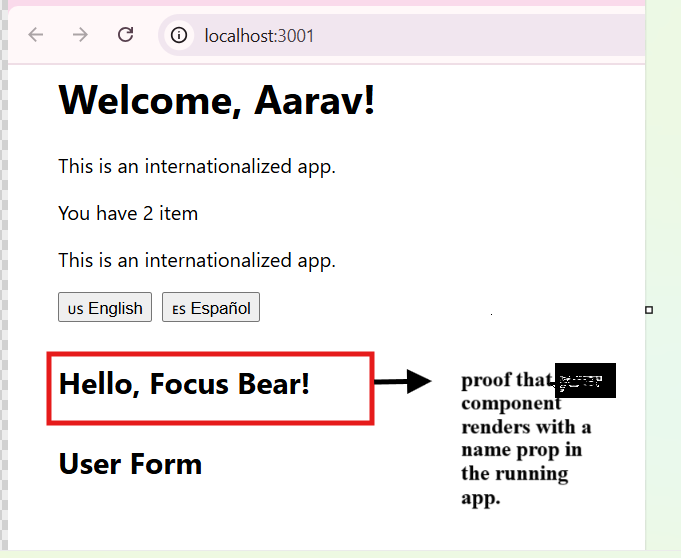 localhost:3001
Welcome, Aarav!
This is an internationalized app.
You have 2 item
This is an internationalized app.
US English ES Español
Hello, Focus Bear!
proof that
component
renders with a
name prop in
the running
app.
User Form